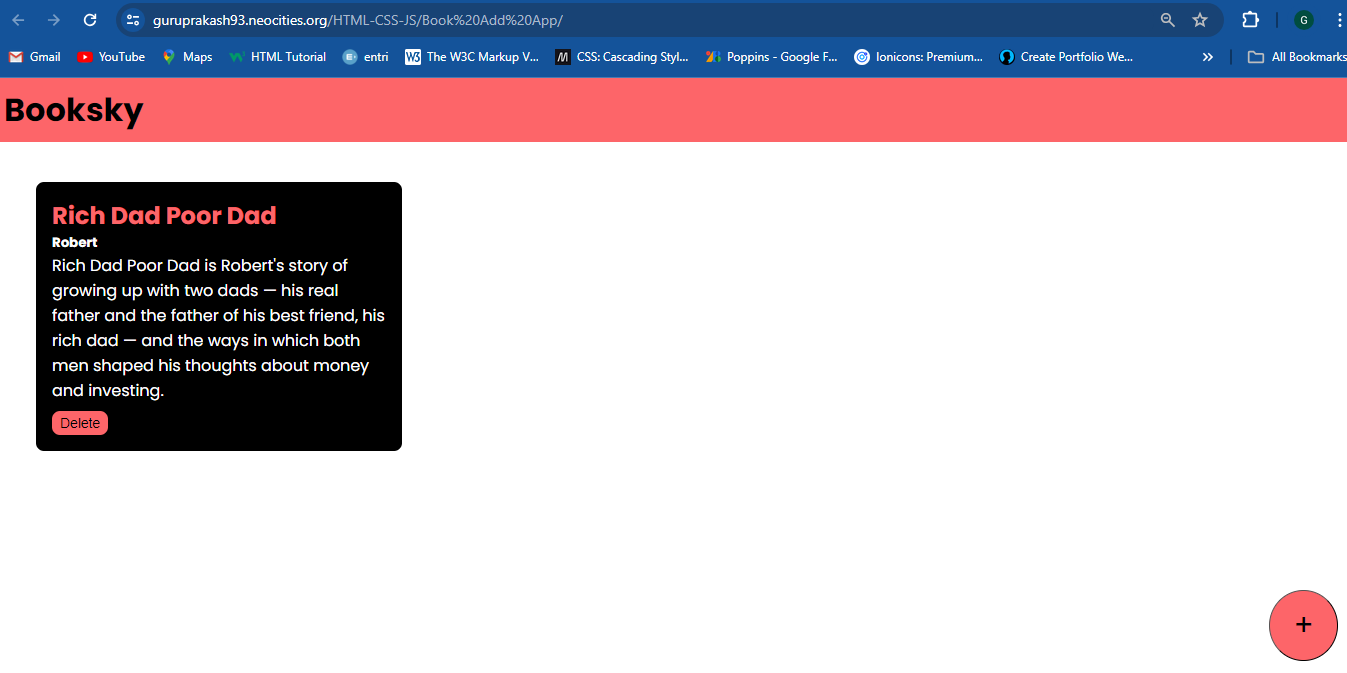 guruprakash93.neocities.org/HTML-CSS-JS/Book%20Add%20App/
G
Gmail YouTube Maps HTML Tutorial entri The W3C Markup V... CSS: Cascading Styl... Poppins - Google F... Ionicons: Premium... Create Portfolio We... » All Bookmarks
Booksky
Rich Dad Poor Dad
Robert
Rich Dad Poor Dad is Robert's story of
growing up with two dads — his real
father and the father of his best friend, his
rich dad — and the ways in which both
men shaped his thoughts about money
and investing.
Delete
+